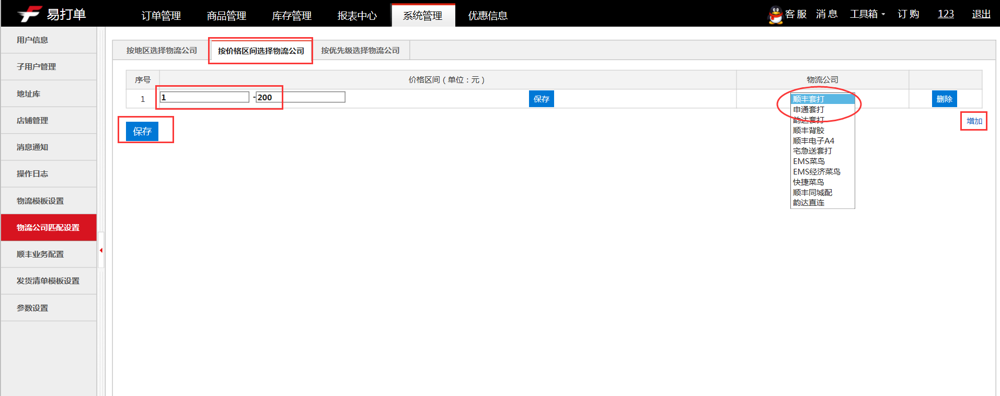 易打单 订单管理 商品管理 库存管理 报表中心 系统管理 优惠信息 客 服 消 息 工具箱 订 购 123 退出
用户信息
子用户管理
地址库
店铺管理
消息通知
操作日志
物流模板设置
物流公司匹配设置
顺丰业务配置
发货清单模板设置
参数设置
按地区选择物流公司 按价格区间选择物流公司 按优先级选择物流公司
序号 价格区间（单位：元） 物流公司
1 1 -200 保存 顺丰套打 删除
申通套打
韵达套打
顺丰背胶
顺丰电子A4
宅急送套打
EMS菜鸟
EMS经济菜鸟
快捷菜鸟
顺丰同城配
韵达直连
保存 增加